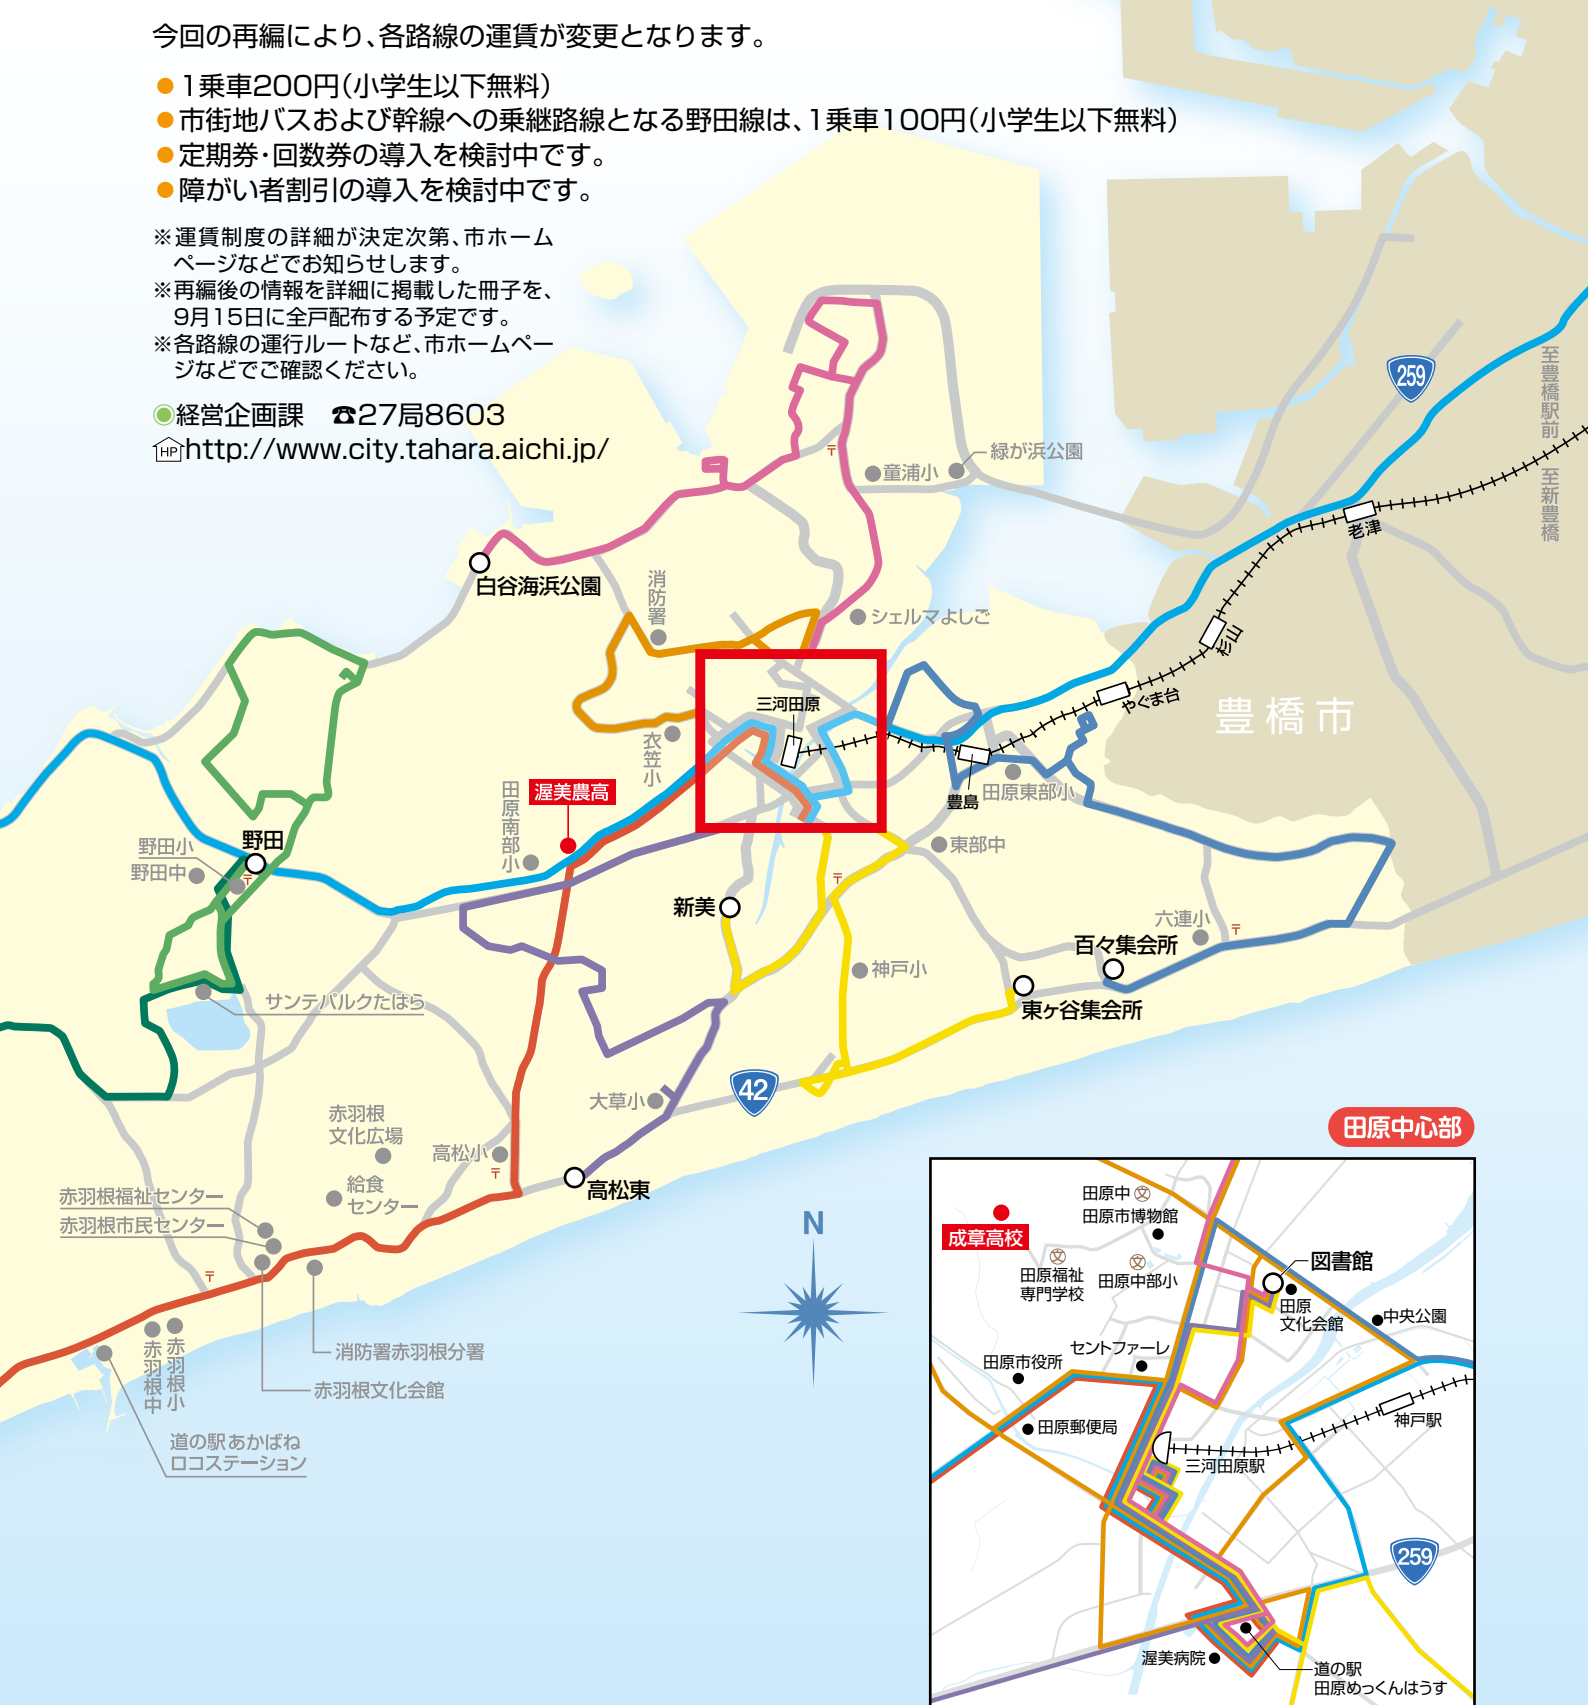 今回の再編により、各路線の運賃が変更となります。
●1乗車200円(小学生以下無料)
●市街地バスおよび幹線への乗継路線となる野田線は、1乗車100円(小学生以下無料)
●定期券・回数券の導入を検討中です。
●障がい者割引の導入を検討中です。
※運賃制度の詳細が決定次第、市ホーム
ページなどでお知らせします。
※再編後の情報を詳細に掲載した冊子を、
9月15日に全戸配布する予定です。
※各路線の運行ルートなど、市ホームペー
ジなどでご確認ください。
◉経営企画課 ☎27局8603
HP http://www.city.tahara.aichi.jp/
259
至豊橋駅前
至新豊橋
緑が浜公園
童浦小
〒
老津
白谷海浜公園
消防署
シェルマよしご
杉山
やぐま台
豊橋市
三河田原
衣笠小
渥美農高
田原南部小
豊島
田原東部小
野田小
野田中
野田
〒
東部中
〒
新美
六連小
〒
百々集会所
神戸小
東ヶ谷集会所
サンテパルクたはら
42
大草小
赤羽根
文化広場
高松小
〒
給食
センター
高松東
赤羽根福祉センター
赤羽根市民センター
〒
消防署赤羽根分署
赤羽根文化会館
赤羽根中
赤羽根小
道の駅あかばね
ロコステーション
N
田原中心部
田原中 文
田原市博物館
成章高校
文
田原福祉
専門学校
文
田原中部小
図書館
田原
文化会館
中央公園
セントファーレ
田原市役所
田原郵便局
神戸駅
三河田原駅
259
渥美病院
道の駅
田原めっくんはうす